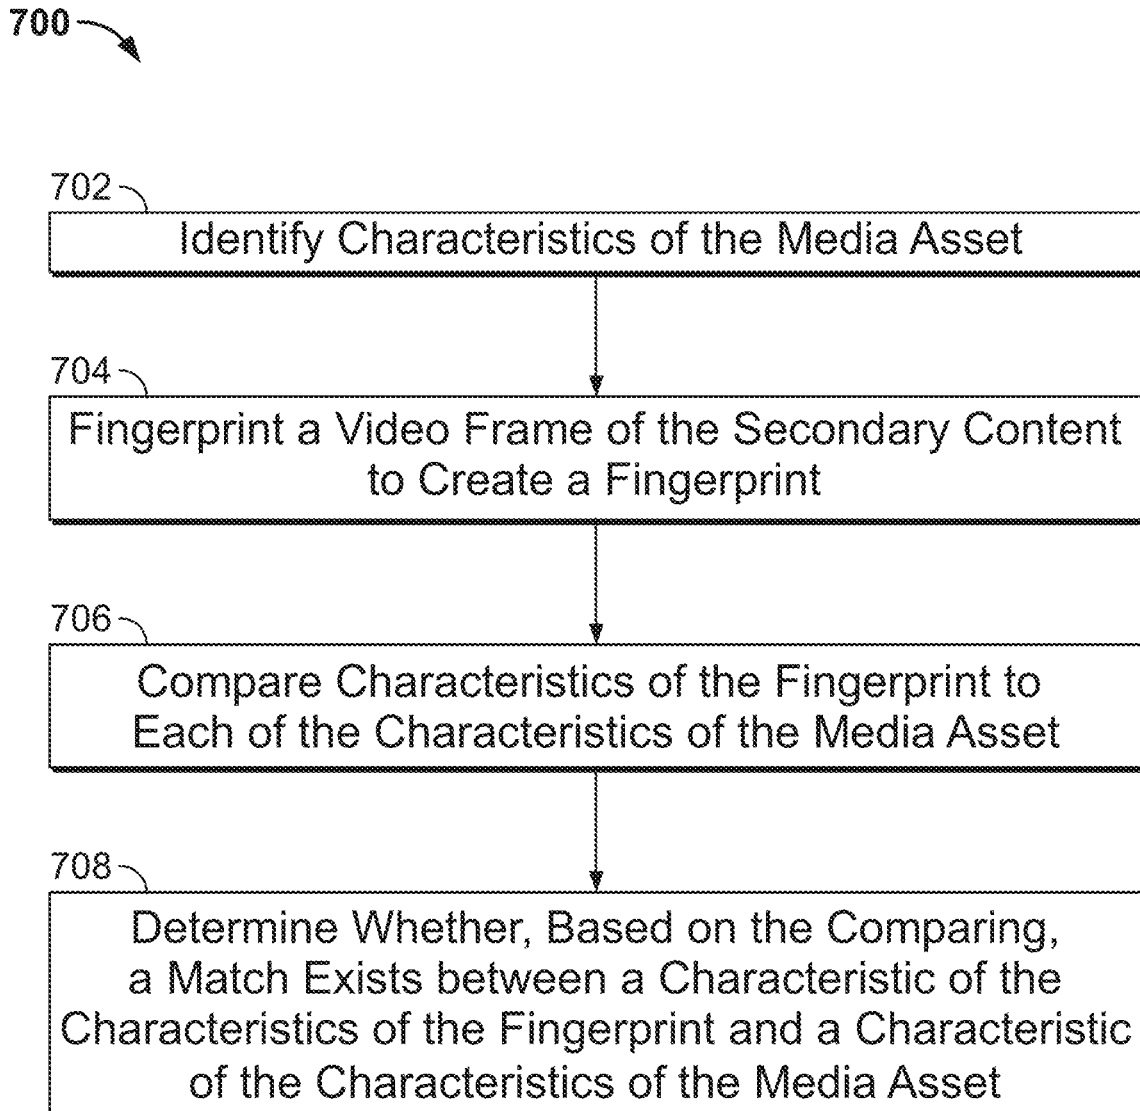 700
702
Identify Characteristics of the Media Asset
704
Fingerprint a Video Frame of the Secondary Content
to Create a Fingerprint
706
Compare Characteristics of the Fingerprint to
Each of the Characteristics of the Media Asset
708
Determine Whether, Based on the Comparing,
a Match Exists between a Characteristic of the
Characteristics of the Fingerprint and a Characteristic
of the Characteristics of the Media Asset